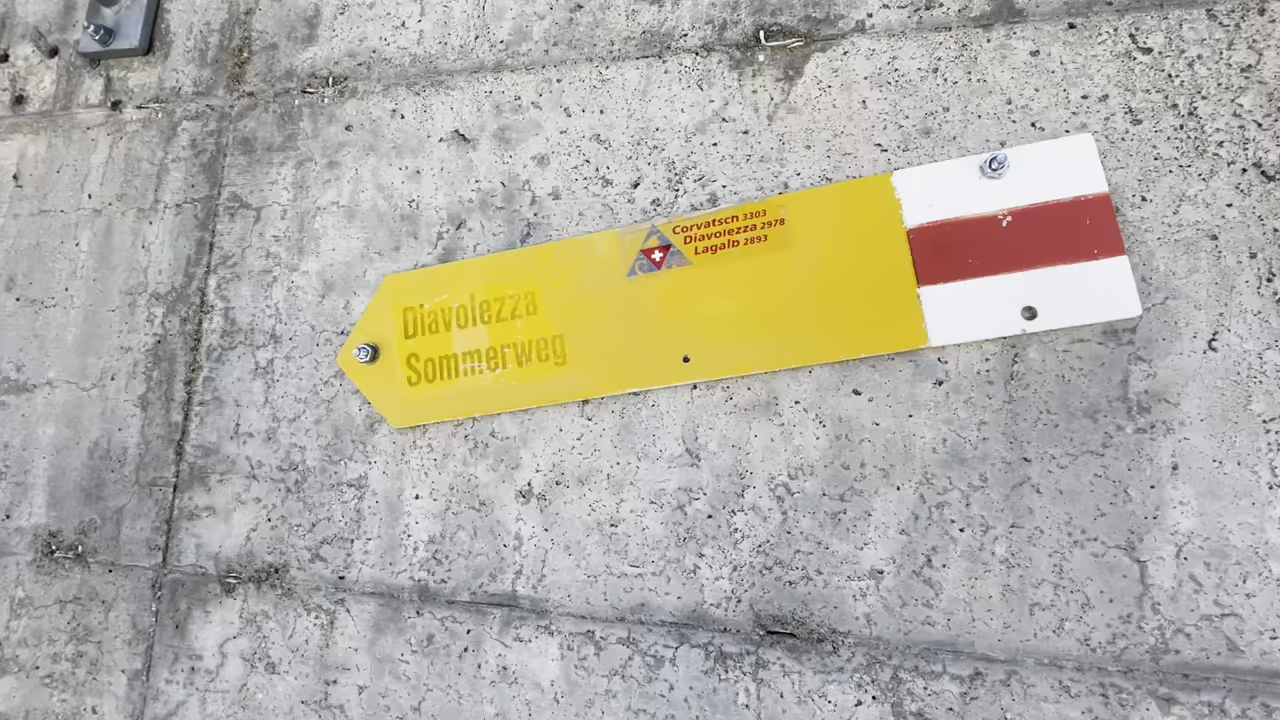 Corvatsch 3303
Diavolezza 2978
Lagalb 2893
Diavolezza
Sommerweg